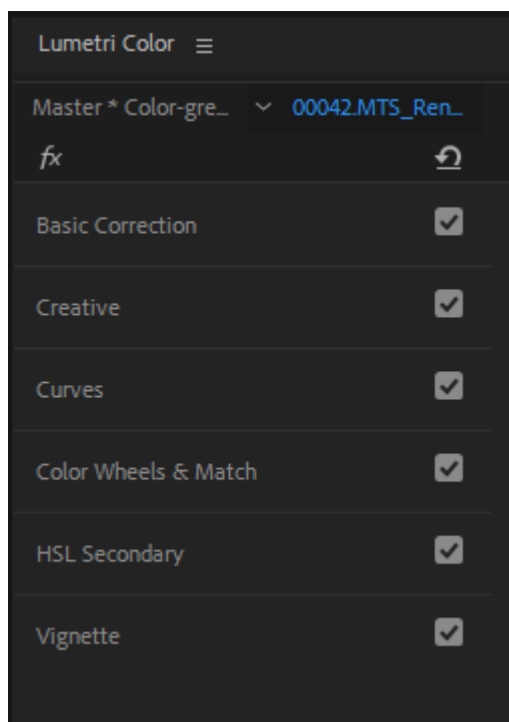 Lumetri Color
Master * Color-gre... 00042.MTS_Ren...
fx
Basic Correction
Creative
Curves
Color Wheels & Match
HSL Secondary
Vignette